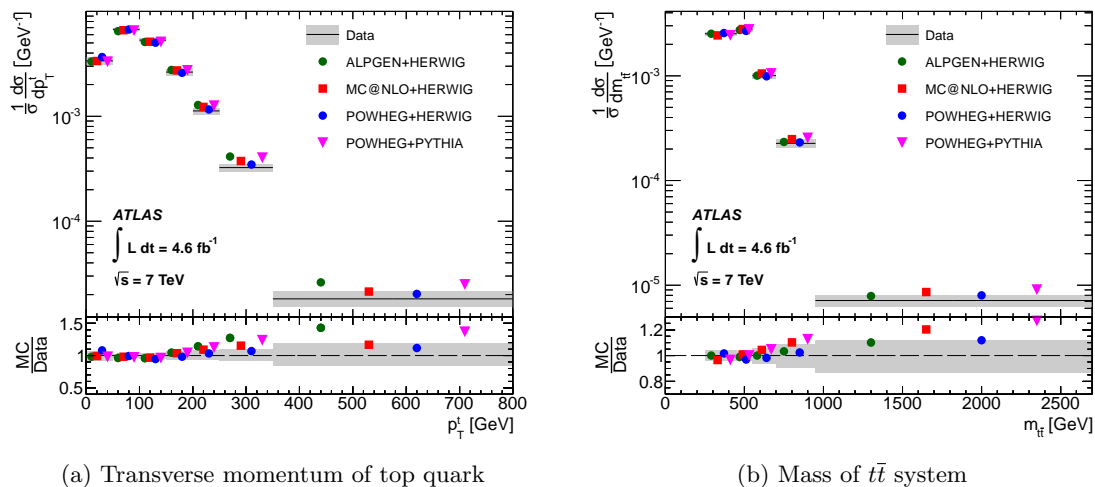 1/σ dσ/dp_T^t [GeV⁻¹]
10⁻³
10⁻⁴
Data
ALPGEN+HERWIG
MC@NLO+HERWIG
POWHEG+HERWIG
POWHEG+PYTHIA
ATLAS
∫ L dt = 4.6 fb⁻¹
√s = 7 TeV
MC/Data
1.5
1
0.5
0 100 200 300 400 500 600 700 800
p_T^t [GeV]
(a) Transverse momentum of top quark
1/σ dσ/dm_tt̄ [GeV⁻¹]
10⁻³
10⁻⁴
10⁻⁵
Data
ALPGEN+HERWIG
MC@NLO+HERWIG
POWHEG+HERWIG
POWHEG+PYTHIA
ATLAS
∫ L dt = 4.6 fb⁻¹
√s = 7 TeV
MC/Data
1.2
1
0.8
0 500 1000 1500 2000 2500
m_tt̄ [GeV]
(b) Mass of tt̄ system